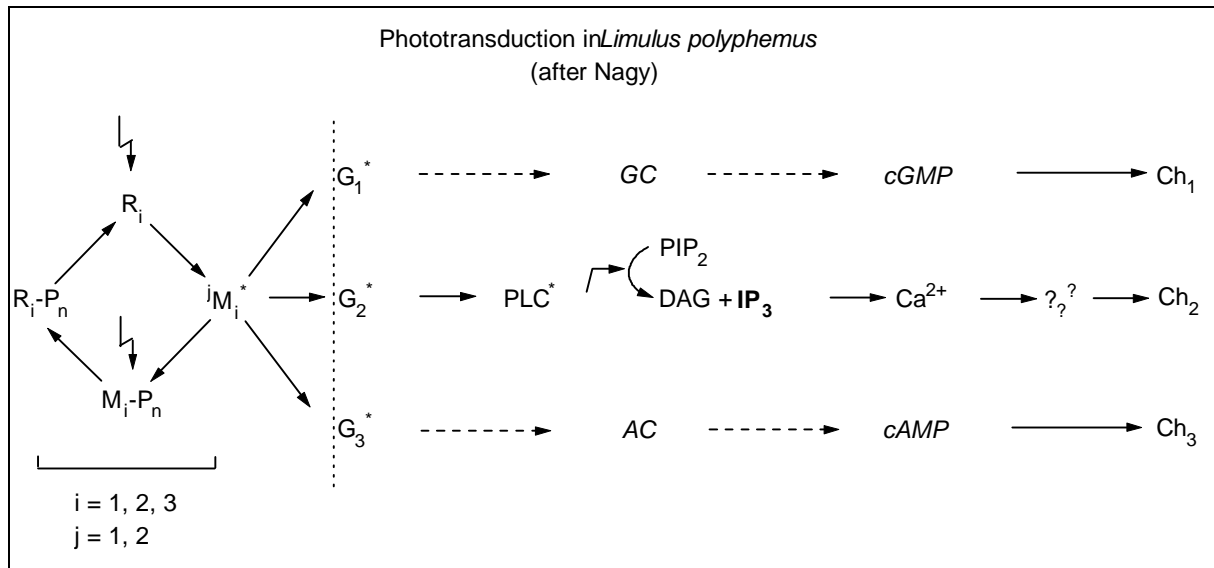 Phototransduction in Limulus polyphemus
(after Nagy)
G₁* GC cGMP Ch₁
Rᵢ
PIP₂
Rᵢ-Pₙ ʲMᵢ* G₂* PLC* DAG + IP₃ Ca²⁺ ??? Ch₂
Mᵢ-Pₙ
G₃* AC cAMP Ch₃
i = 1, 2, 3
j = 1, 2